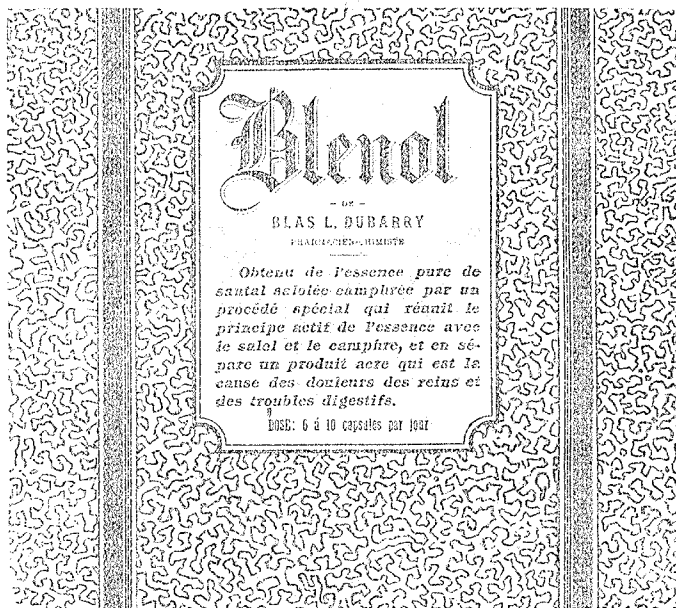 Blenol
- DE -
BLAS L. DUBARRY
PHARMACIEN-CHIMISTE
Obtenu de l'essence pure de
santal salolée camphrée par un
procédé spécial qui réunit le
principe actif de l'essence avec
le salol et le camphre, et en sé-
pare un produit acre qui est la
cause des douleurs des reins et
des troubles digestifs.
DOSE: 6 á 10 capsules par jour